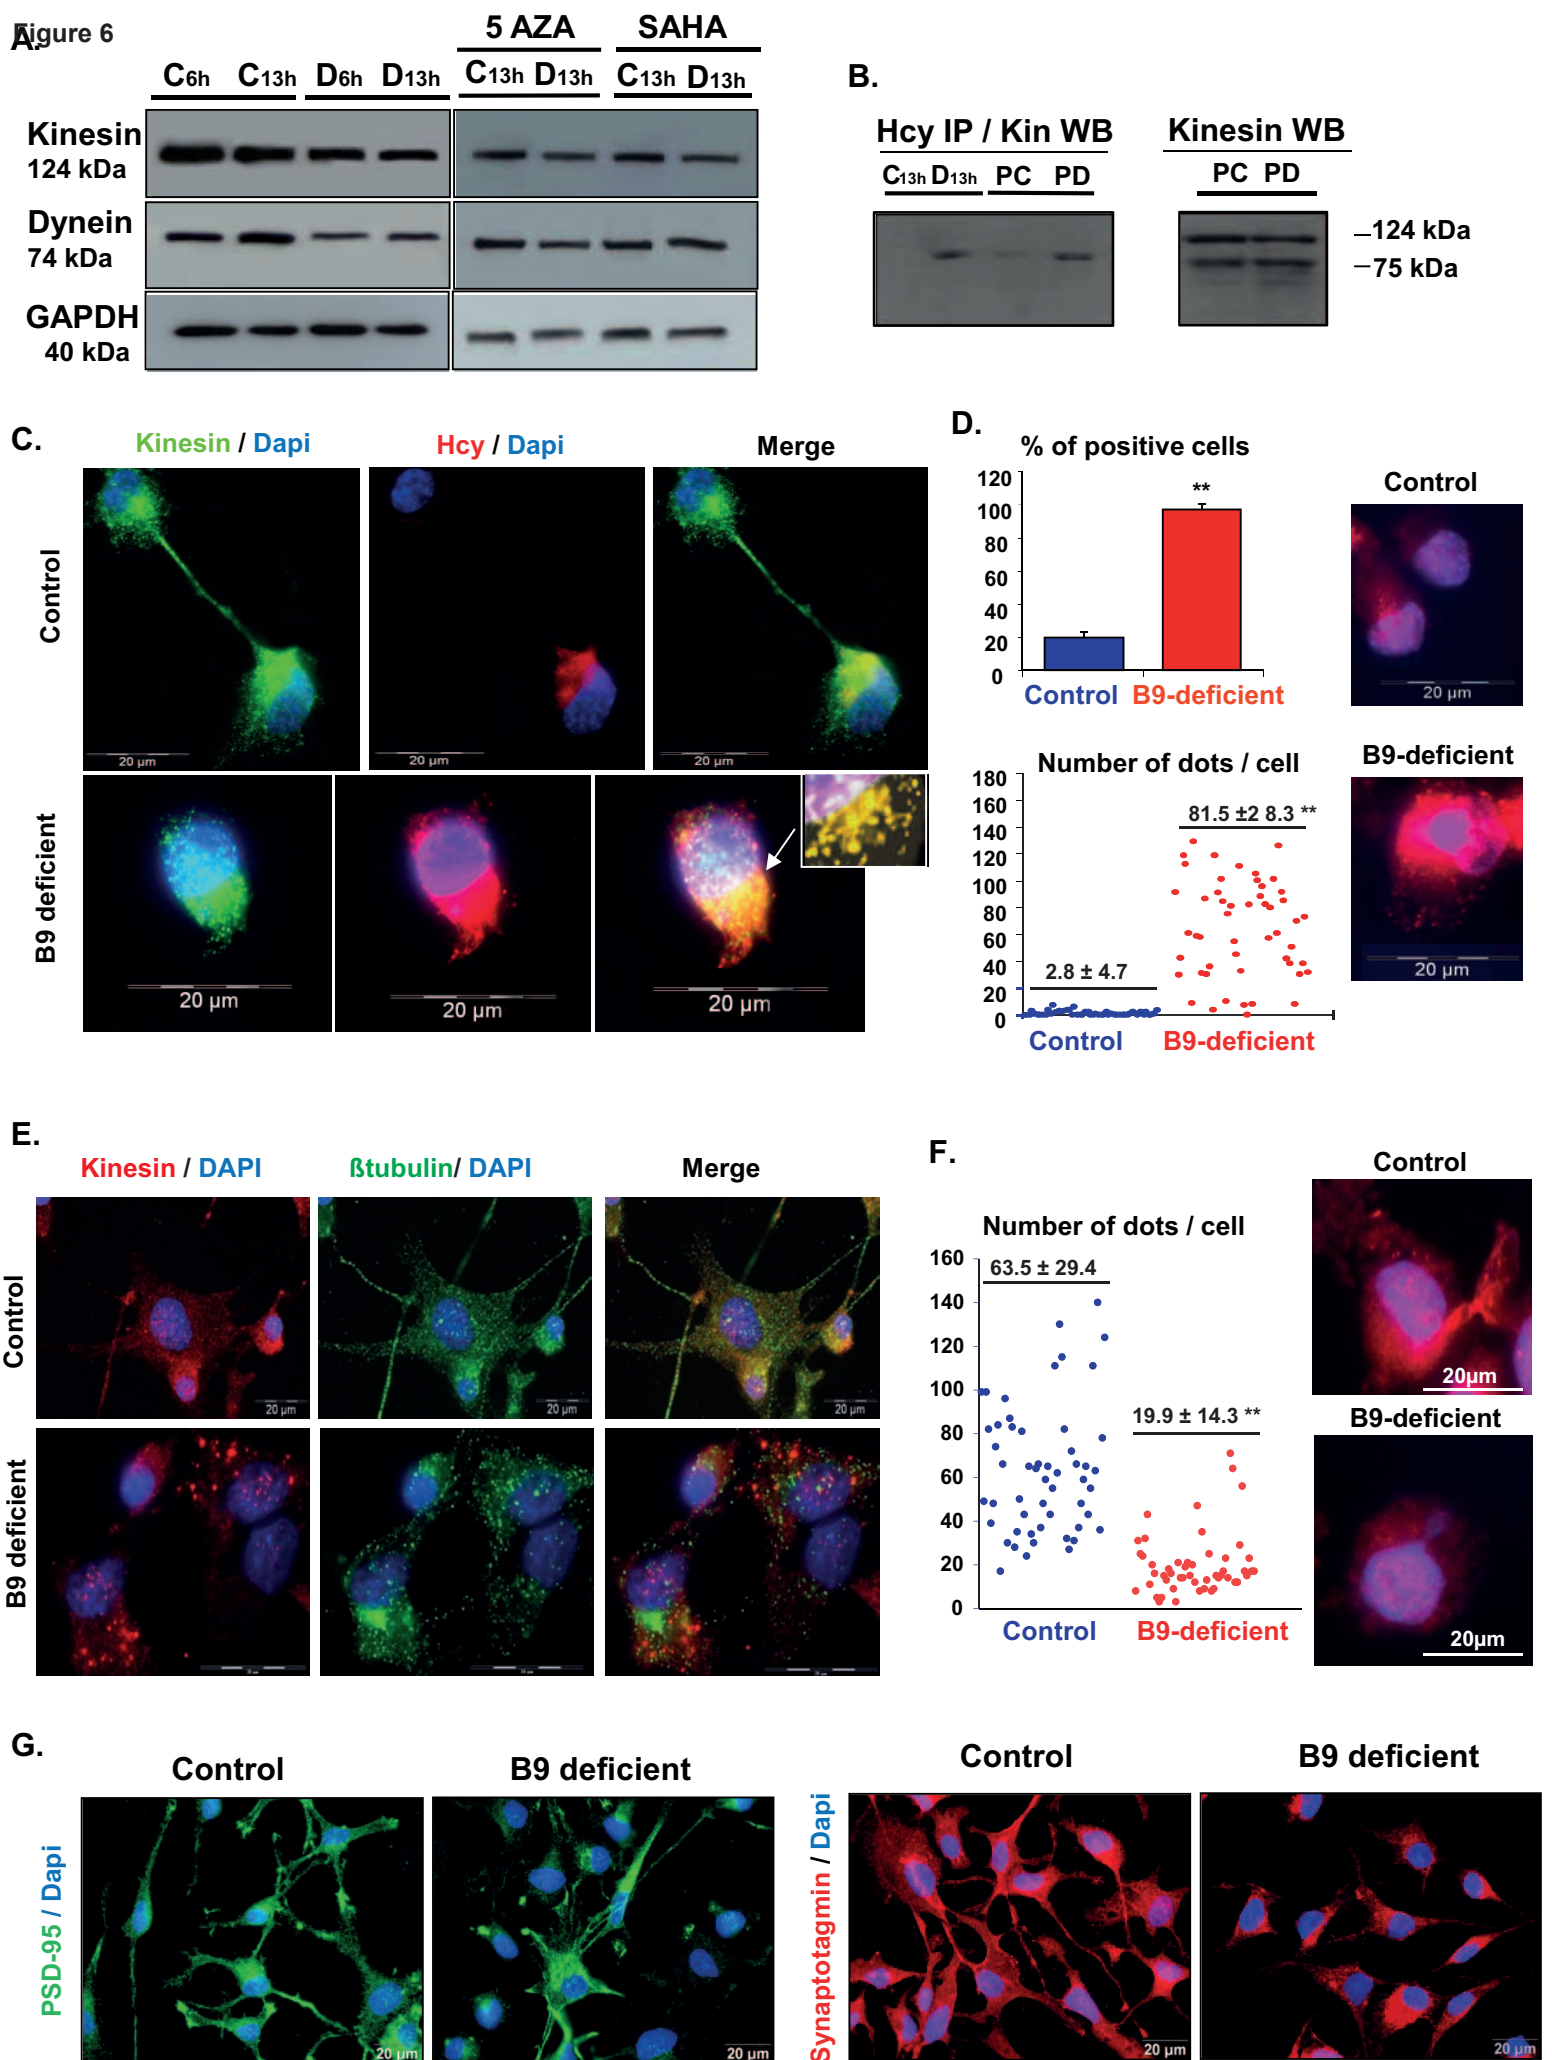 Figure 6
A.
5 AZA SAHA
C6h C13h D6h D13h C13h D13h C13h D13h
Kinesin
124 kDa
Dynein
74 kDa
GAPDH
40 kDa
B.
Hcy IP / Kin WB
C13h D13h PC PD
Kinesin WB
PC PD
124 kDa
75 kDa
C.
Kinesin / Dapi
Hcy / Dapi
Merge
Control
20 µm
20 µm
20 µm
B9 deficient
20 µm
20 µm
20 µm
D.
% of positive cells
120
100
80
60
40
20
0
**
Control B9-deficient
Control
20 µm
Number of dots / cell
180
160
140
120
100
80
60
40
20
0
2.8 ± 4.7
81.5 ±2 8.3 **
Control B9-deficient
B9-deficient
20 µm
E.
Kinesin / DAPI
ßtubulin/ DAPI
Merge
Control
20 µm
20 µm
20 µm
B9 deficient
F.
Number of dots / cell
160
140
120
100
80
60
40
20
0
63.5 ± 29.4
19.9 ± 14.3 **
Control B9-deficient
Control
20µm
B9-deficient
20µm
G.
Control
B9 deficient
PSD-95 / Dapi
20 µm
20 µm
Control
B9 deficient
Synaptotagmin / Dapi
20 µm
20 µm